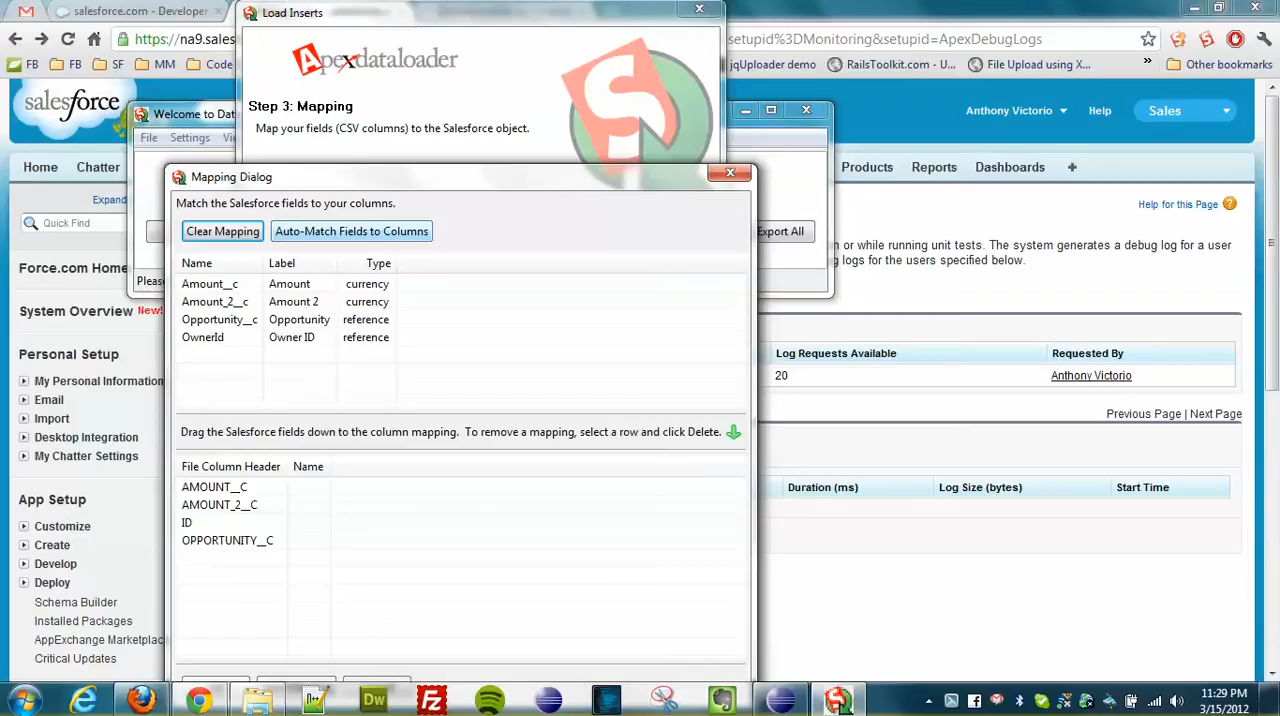 salesforce.com - Developer
Load Inserts
https://na9.sales
setupid%3DMonitoring&setupid=ApexDebugLogs
FB FB SF MM Code
jqUploader demo RailsToolkit.com - U... File Upload using X... » Other bookmarks
Apexdataloader
Step 3: Mapping
Map your fields (CSV columns) to the Salesforce object.
salesforce
Welcome to Dat
Anthony Victorio Help Sales
File Settings Vi
Home Chatter
Products Reports Dashboards +
Mapping Dialog
Match the Salesforce fields to your columns.
Clear Mapping Auto-Match Fields to Columns
Export All
Expand
Quick Find
Help for this Page
n or while running unit tests. The system generates a debug log for a user
g logs for the users specified below.
Name Label Type
Amount__c Amount currency
Amount_2__c Amount 2 currency
Opportunity__c Opportunity reference
OwnerId Owner ID reference
Pleas
Force.com Home
System Overview New!
Personal Setup
My Personal Information
Email
Import
Desktop Integration
My Chatter Settings
App Setup
Customize
Create
Develop
Deploy
Schema Builder
Installed Packages
AppExchange Marketplac
Critical Updates
Log Requests Available Requested By
20 Anthony Victorio
Previous Page | Next Page
Drag the Salesforce fields down to the column mapping. To remove a mapping, select a row and click Delete.
File Column Header Name
AMOUNT__C
AMOUNT_2__C
ID
OPPORTUNITY__C
Duration (ms) Log Size (bytes) Start Time
Dw
11:29 PM
3/15/2012